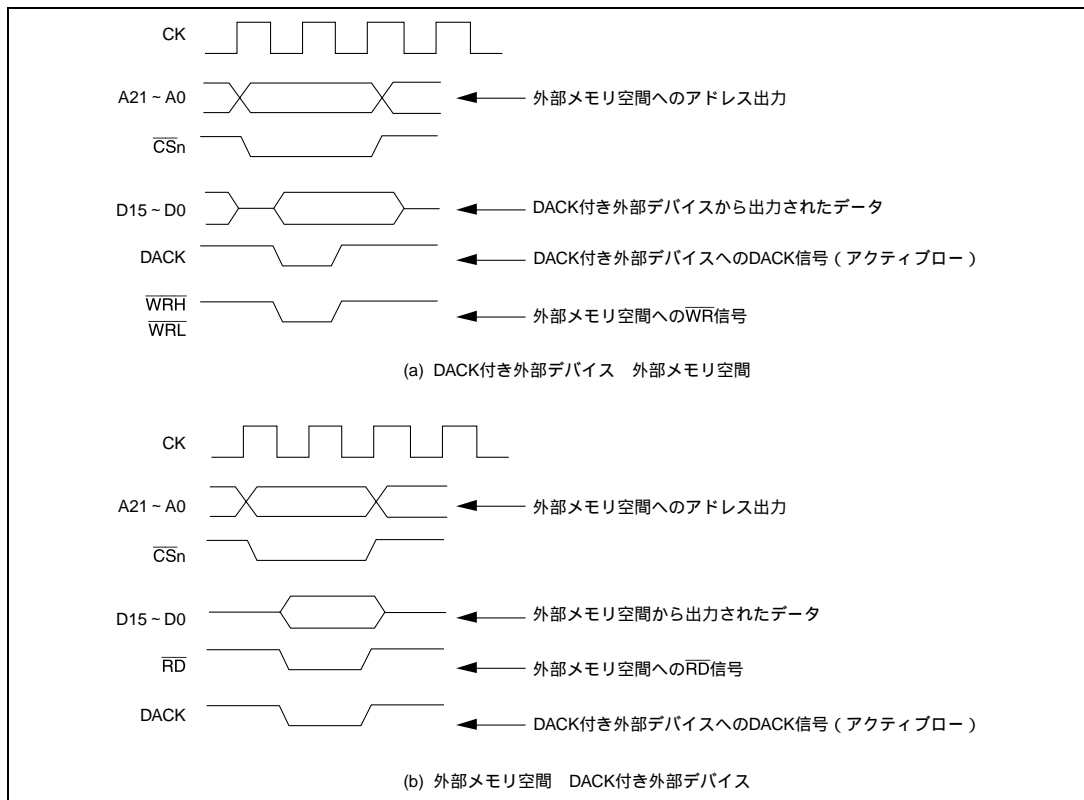 CK
A21 ~ A0
外部メモリ空間へのアドレス出力
CSn
D15 ~ D0
DACK付き外部デバイスから出力されたデータ
DACK
DACK付き外部デバイスへのDACK信号（アクティブロー）
WRH
WRL
外部メモリ空間へのWR信号
(a) DACK付き外部デバイス　外部メモリ空間
CK
A21 ~ A0
外部メモリ空間へのアドレス出力
CSn
D15 ~ D0
外部メモリ空間から出力されたデータ
RD
外部メモリ空間へのRD信号
DACK
DACK付き外部デバイスへのDACK信号（アクティブロー）
(b) 外部メモリ空間　DACK付き外部デバイス